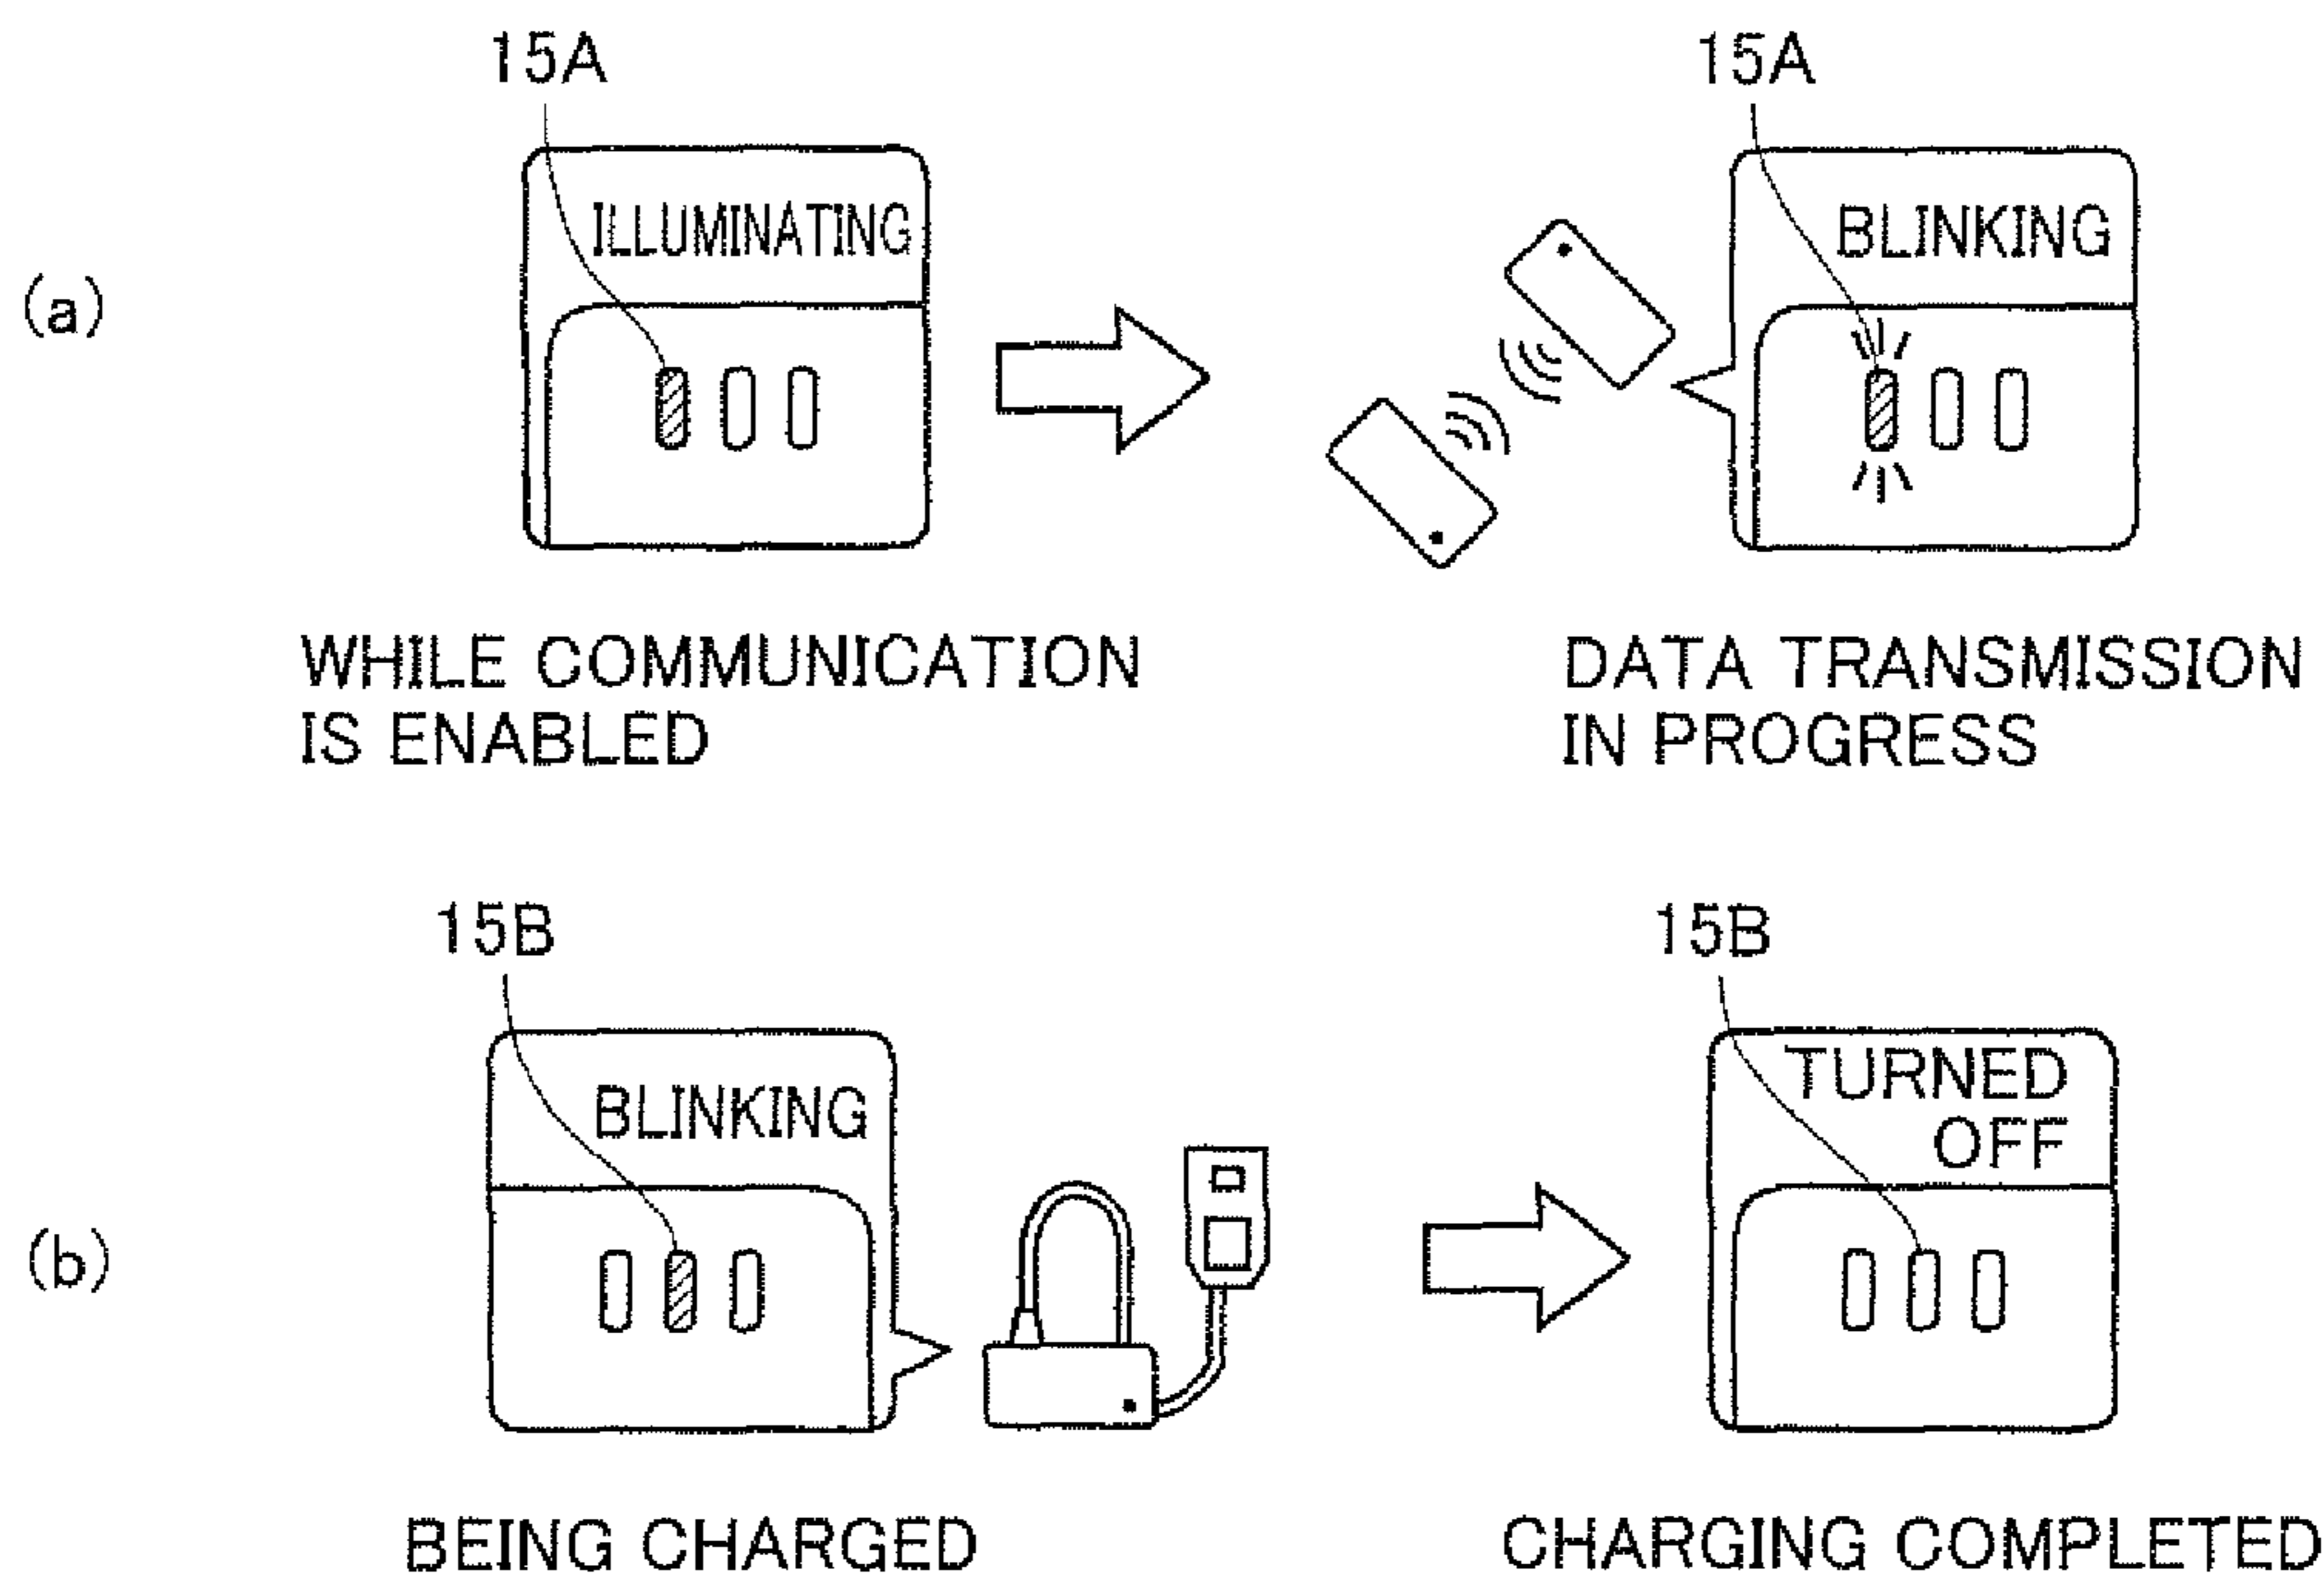 15A
15A
ILLUMINATING
BLINKING
(a)
WHILE COMMUNICATION
IS ENABLED
DATA TRANSMISSION
IN PROGRESS
15B
15B
BLINKING
TURNED
OFF
(b)
BEING CHARGED
CHARGING COMPLETED